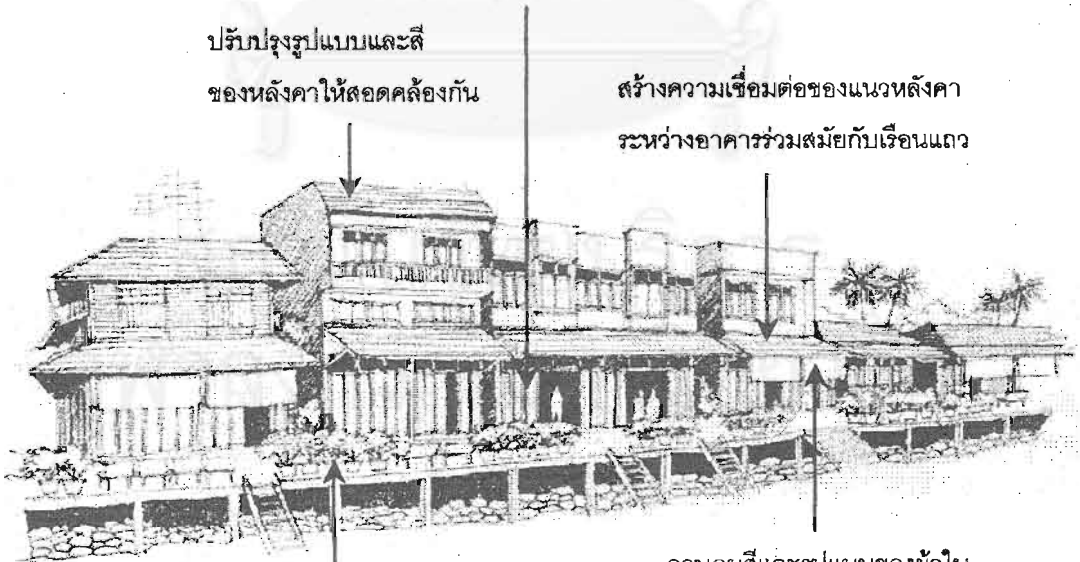 ปรับปรุงรูปแบบและสี
ของหลังคาให้สอดคล้องกัน
สร้างความเชื่อมต่อของแนวหลังคา
ระหว่างอาคารร่วมสมัยกับเรือนแถว